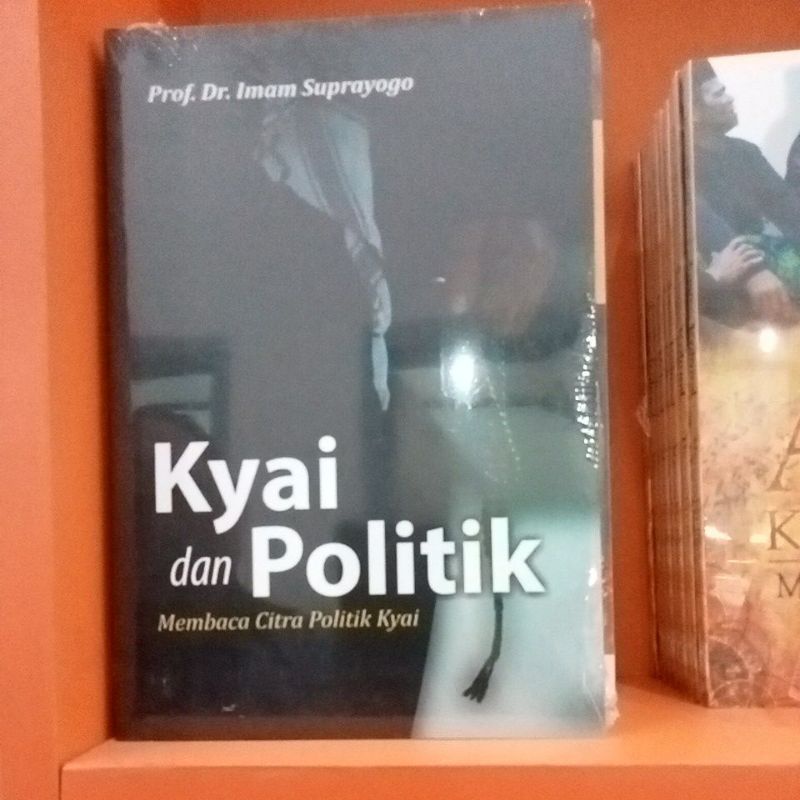 Prof. Dr. Imam Suprayogo
Kyai
dan Politik
Membaca Citra Politik Kyai